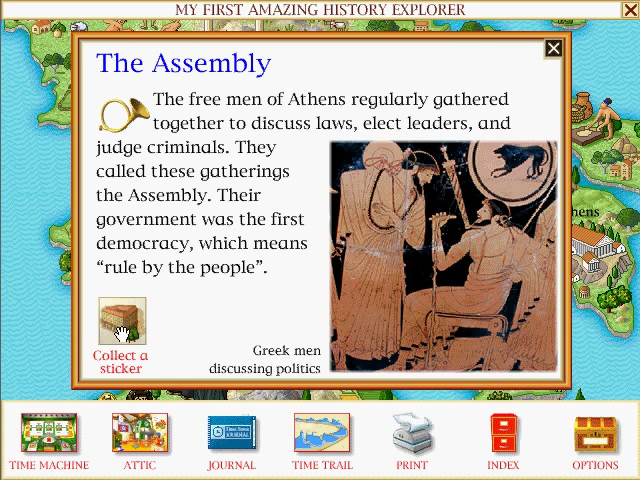 MY FIRST AMAZING HISTORY EXPLORER
The Assembly
The free men of Athens regularly gathered
together to discuss laws, elect leaders, and
judge criminals. They
called these gatherings
the Assembly. Their
government was the first
democracy, which means
“rule by the people”.
hens
Collect a
sticker
Greek men
discussing politics
TIME MACHINE
ATTIC
JOURNAL
TIME TRAIL
PRINT
INDEX
OPTIONS